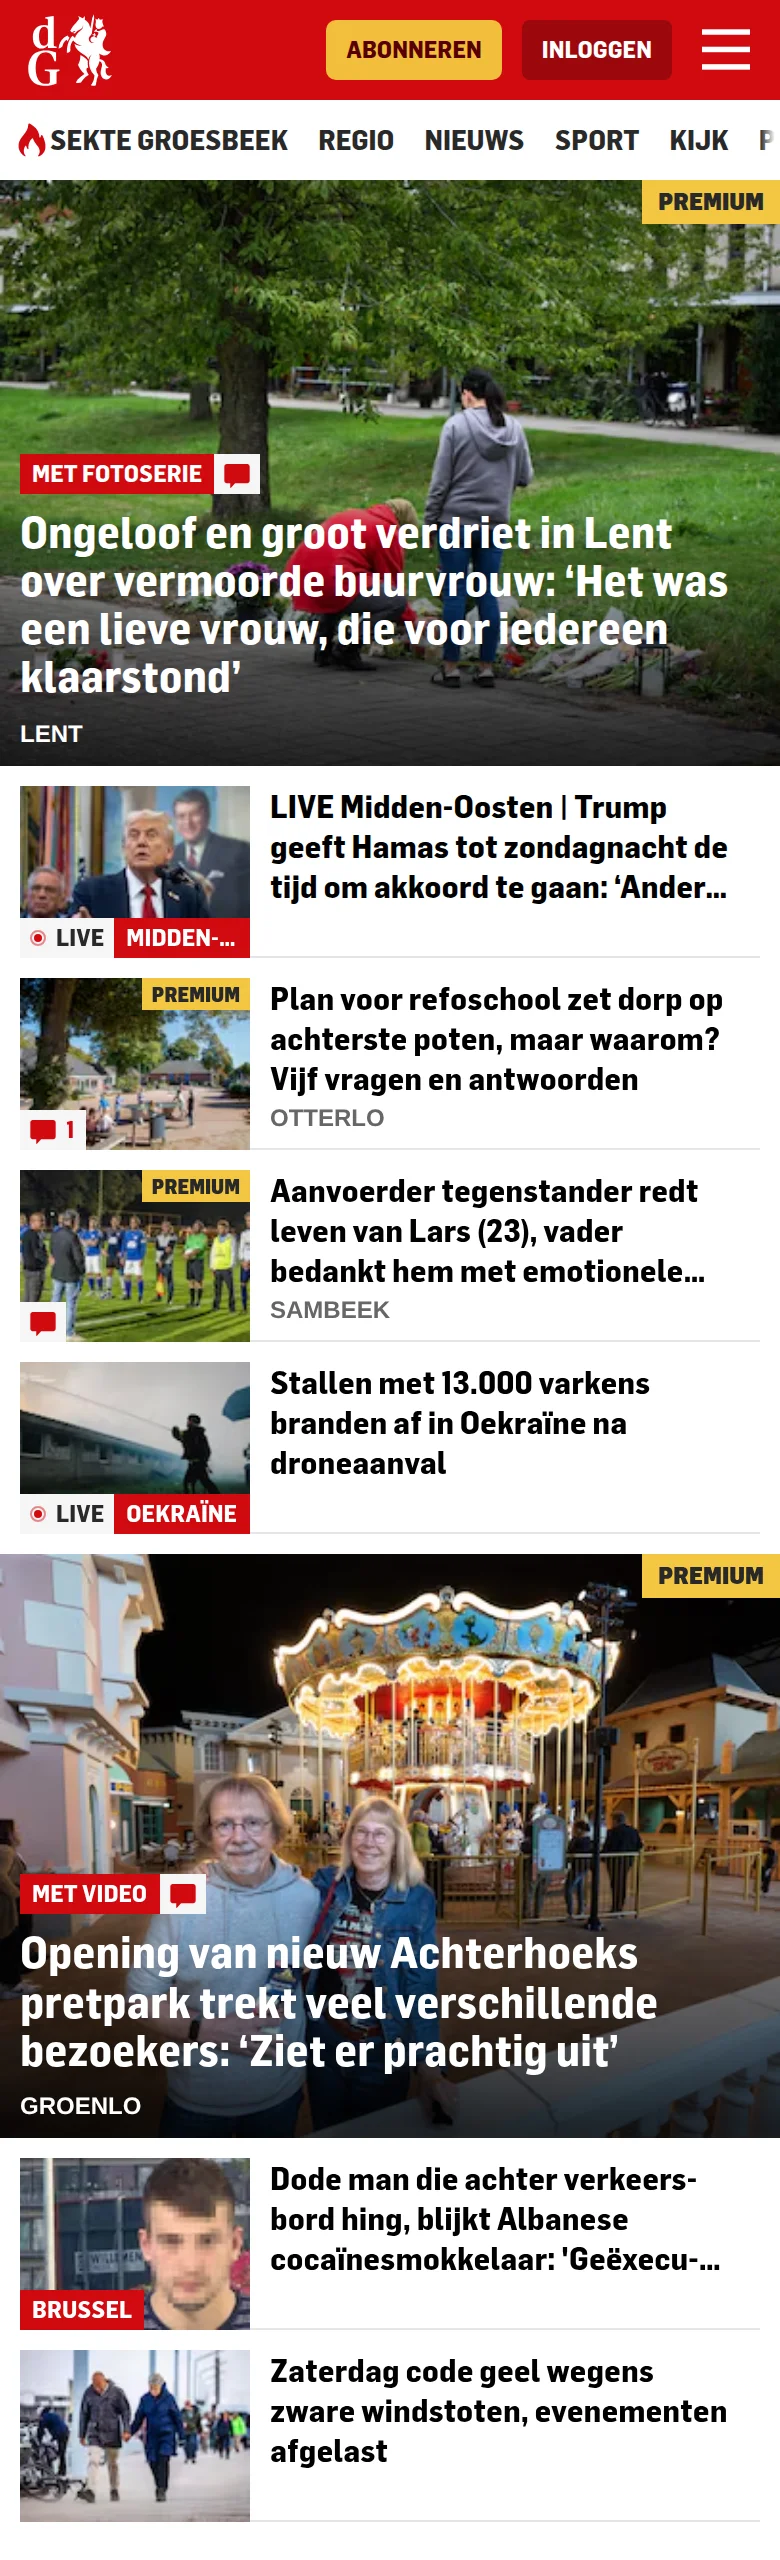 dG
ABONNEREN
INLOGGEN
SEKTE GROESBEEK REGIO NIEUWS SPORT KIJK P
PREMIUM
MET FOTOSERIE
Ongeloof en groot verdriet in Lent
over vermoorde buurvrouw: ‘Het was
een lieve vrouw, die voor iedereen
klaarstond’
LENT
LIVE MIDDEN-...
LIVE Midden-Oosten | Trump
geeft Hamas tot zondagnacht de
tijd om akkoord te gaan: ‘Ander...
PREMIUM
1
Plan voor refoschool zet dorp op
achterste poten, maar waarom?
Vijf vragen en antwoorden
OTTERLO
PREMIUM
Aanvoerder tegenstander redt
leven van Lars (23), vader
bedankt hem met emotionele...
SAMBEEK
LIVE OEKRAÏNE
Stallen met 13.000 varkens
branden af in Oekraïne na
droneaanval
PREMIUM
MET VIDEO
Opening van nieuw Achterhoeks
pretpark trekt veel verschillende
bezoekers: ‘Ziet er prachtig uit’
GROENLO
BRUSSEL
Dode man die achter verkeers-
bord hing, blijkt Albanese
cocaïnesmokkelaar: 'Geëxecu-...
Zaterdag code geel wegens
zware windstoten, evenementen
afgelast